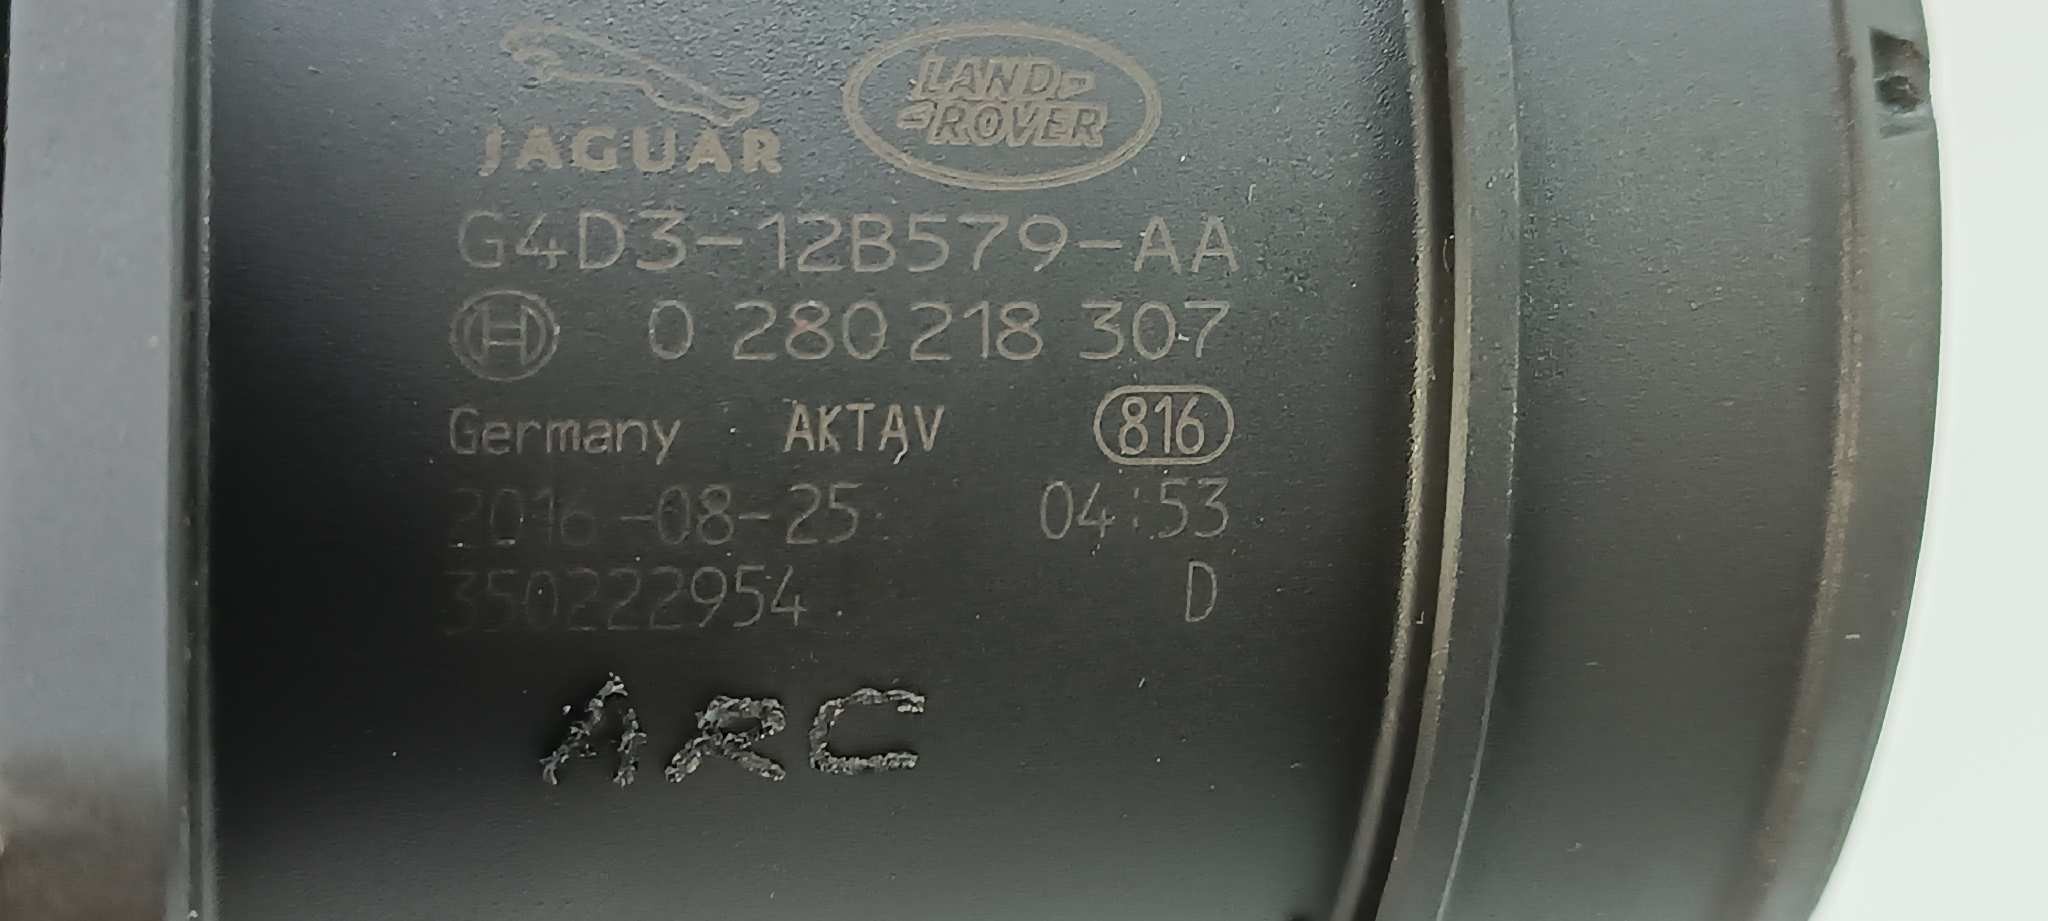 JAGUAR
LAND
ROVER
G4D3-12B579-AA
0 280 218 307
Germany AKTAV 816
2016-08-25 04:53
350222954 D
ARC